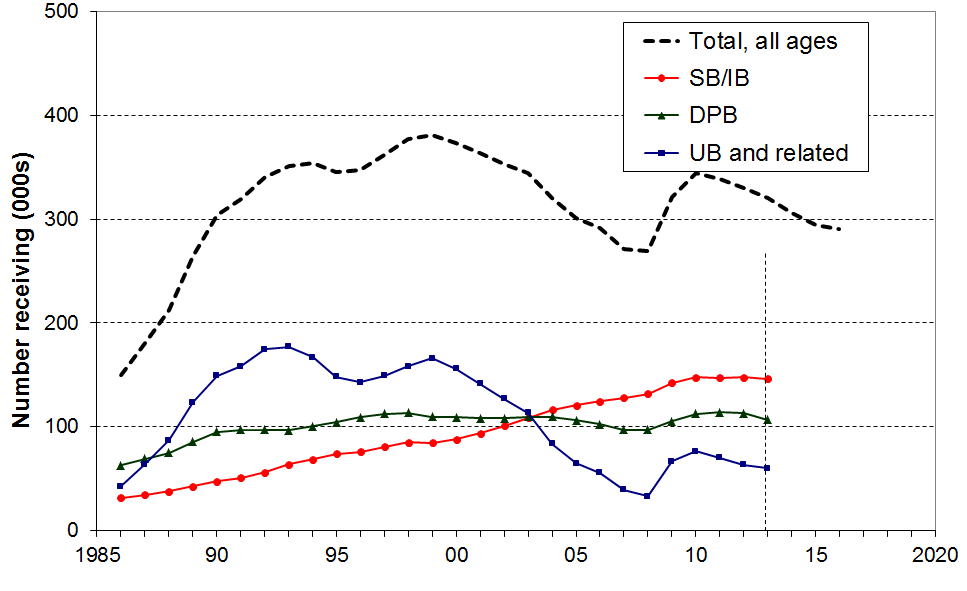 500
400
300
200
100
0
Number receiving (000s)
Total, all ages
SB/IB
DPB
UB and related
1985 90 95 00 05 10 15 2020